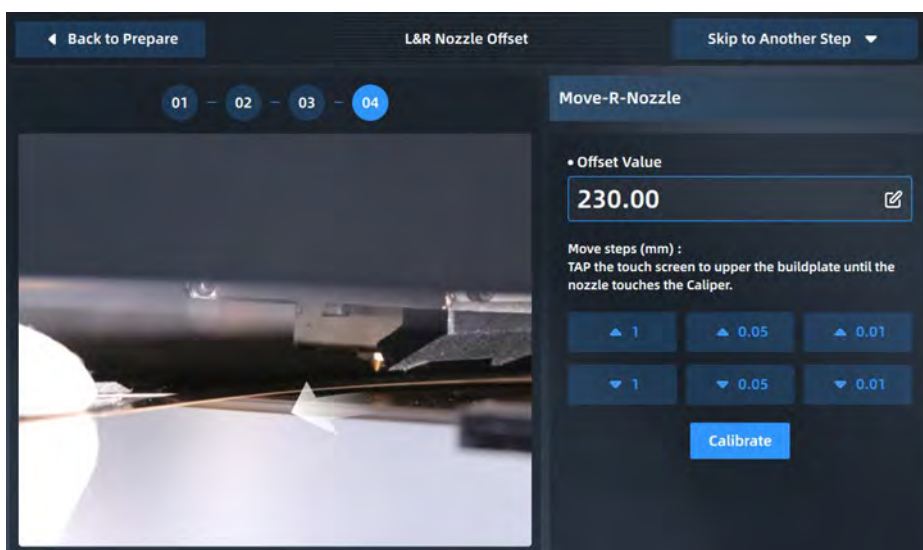 Back to Prepare
L&R Nozzle Offset
Skip to Another Step
01 - 02 - 03 - 04
Move-R-Nozzle
• Offset Value
230.00
Move steps (mm) :
TAP the touch screen to upper the buildplate until the
nozzle touches the Caliper.
1 0.05 0.01
1 0.05 0.01
Calibrate